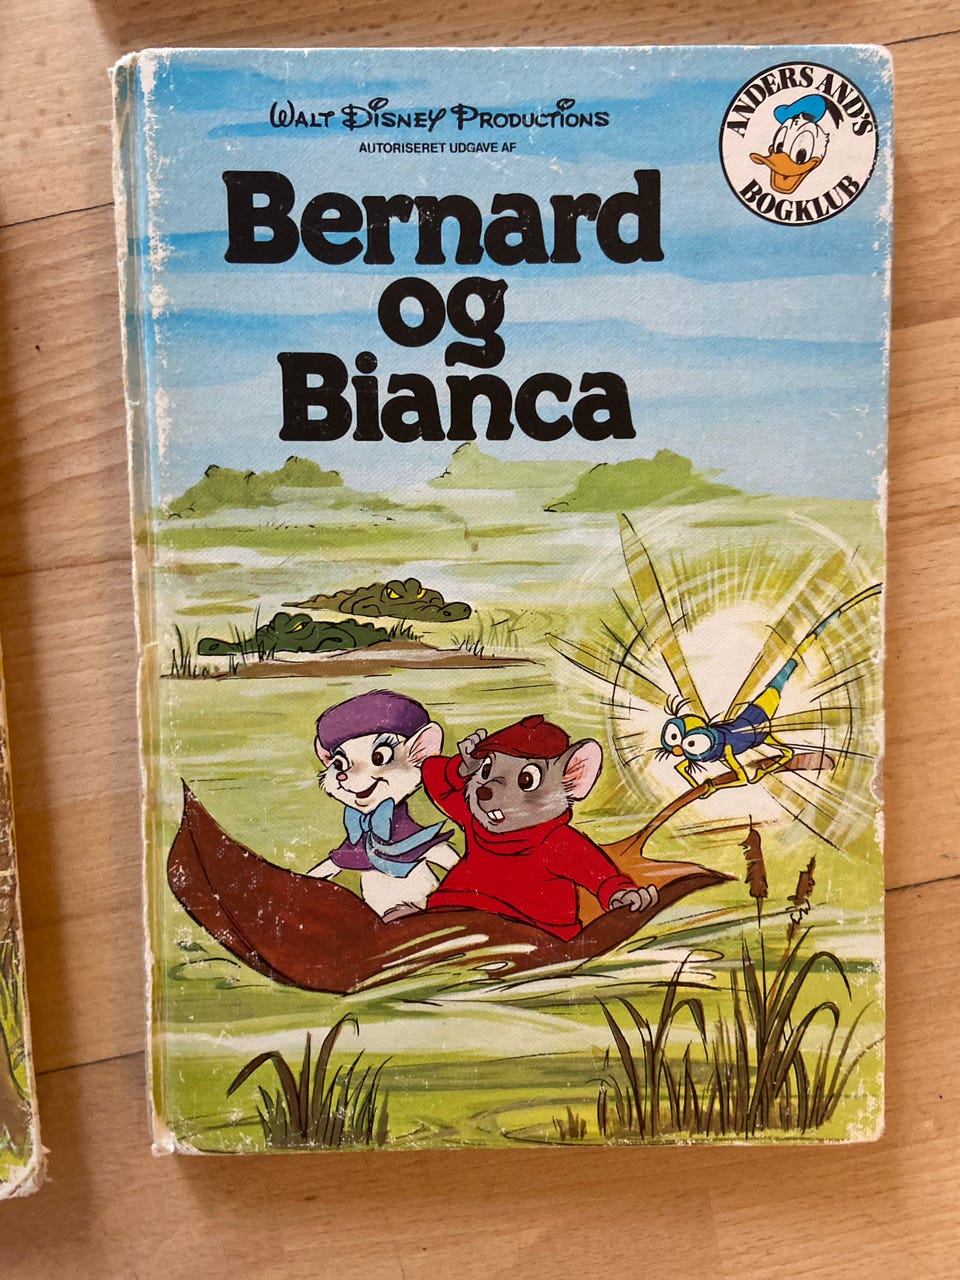 WALT DISNEY PRODUCTIONS
AUTORISERET UDGAVE AF
Bernard
og
Bianca
ANDERS AND'S
BOGKLUB